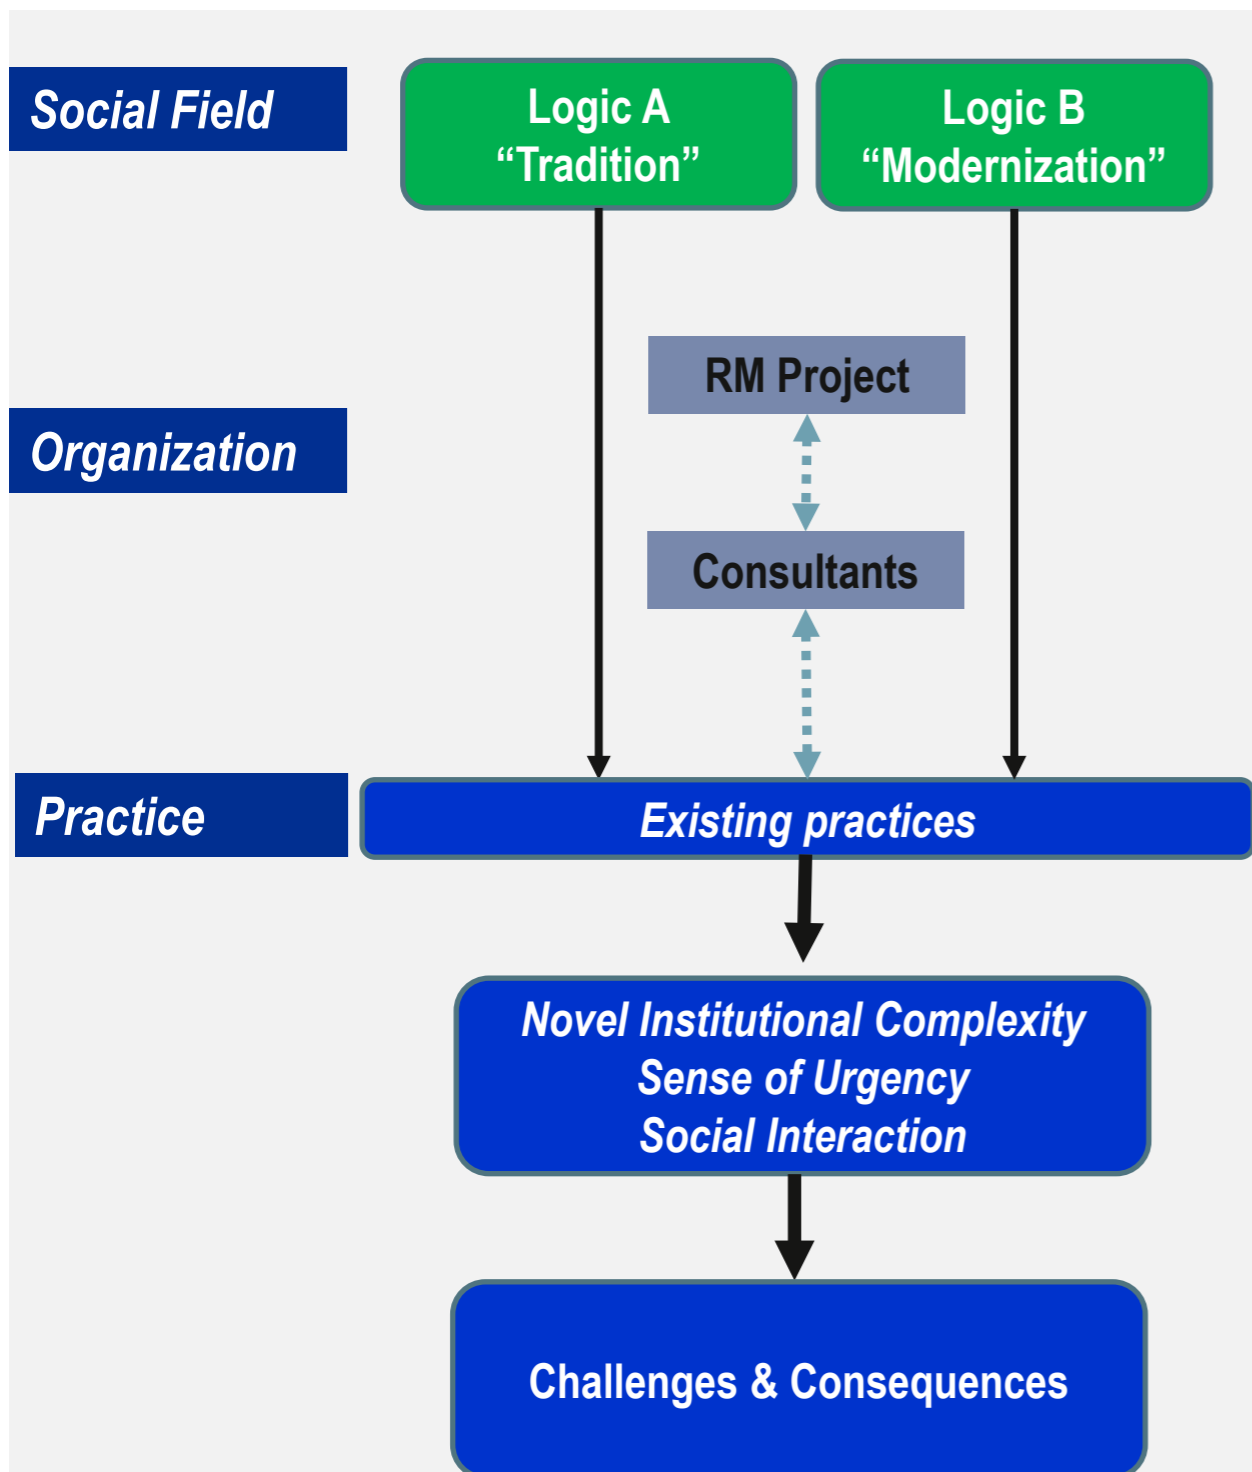 Social Field
Logic A
“Tradition”
Logic B
“Modernization”
RM Project
Organization
Consultants
Practice
Existing practices
Novel Institutional Complexity
Sense of Urgency
Social Interaction
Challenges & Consequences